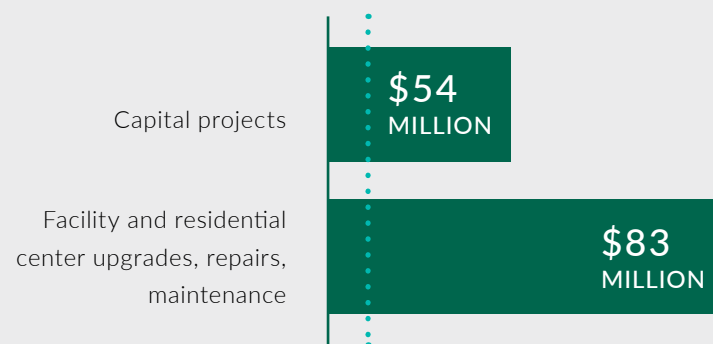 Capital projects
$54
MILLION
Facility and residential
center upgrades, repairs,
maintenance
$83
MILLION